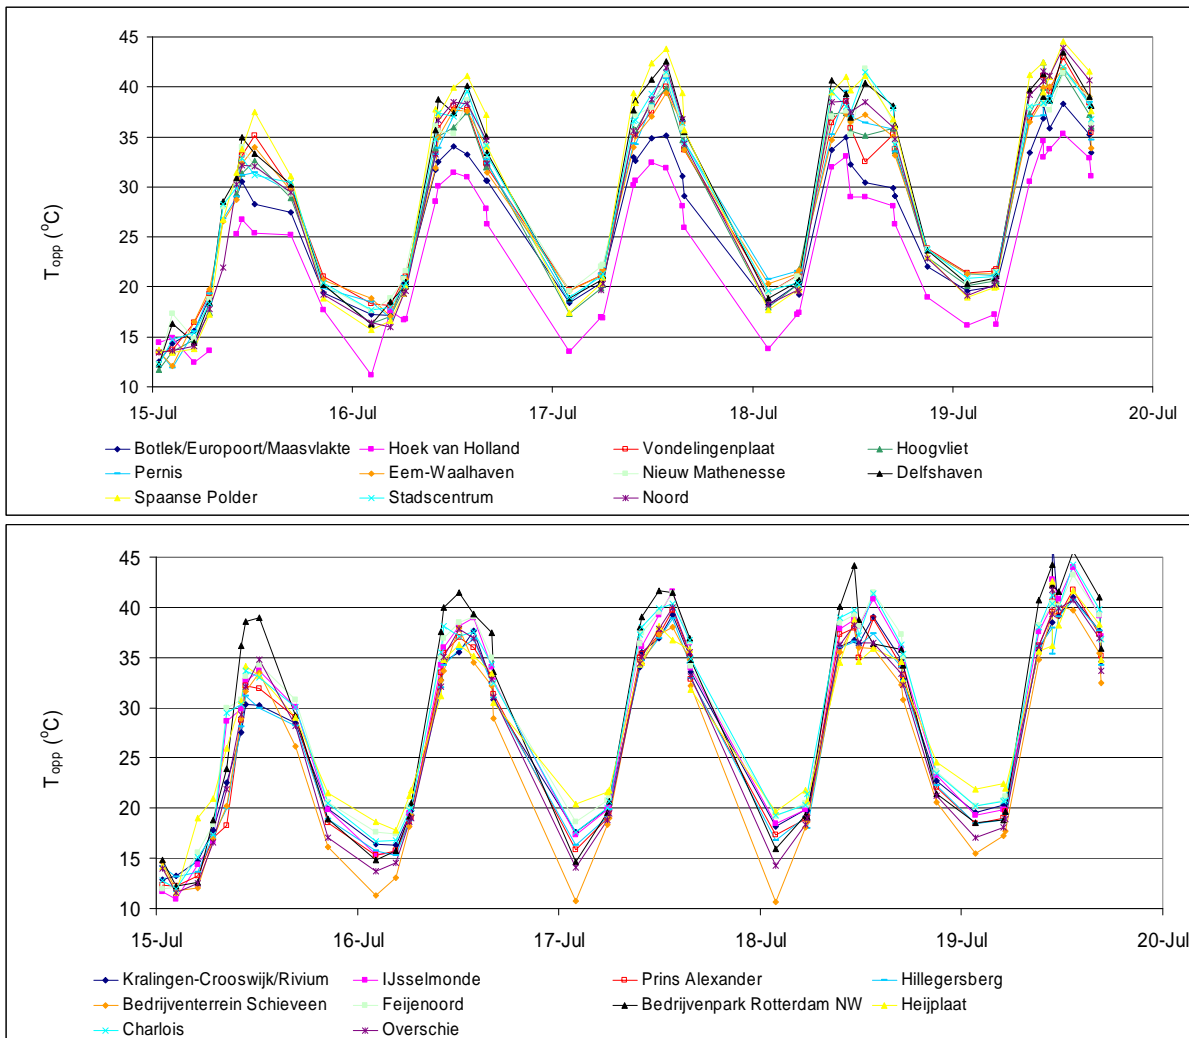 45
40
35
30
25
20
15
10
T opp (°C)
15-Jul 16-Jul 17-Jul 18-Jul 19-Jul 20-Jul
Botlek/Europoort/Maasvlakte Hoek van Holland Vondelingenplaat Hoogvliet
Pernis Eem-Waalhaven Nieuw Mathenesse Delfshaven
Spaanse Polder Stadscentrum Noord
45
40
35
30
25
20
15
10
T opp (°C)
15-Jul 16-Jul 17-Jul 18-Jul 19-Jul 20-Jul
Kralingen-Crooswijk/Rivium IJsselmonde Prins Alexander Hillegersberg
Bedrijventerrein Schieveen Feijenoord Bedrijvenpark Rotterdam NW Heijplaat
Charlois Overschie